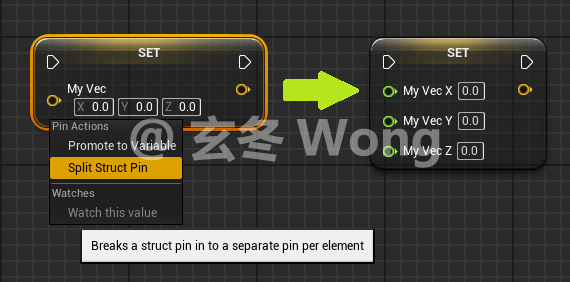 SET
My Vec
X 0.0 Y 0.0 Z 0.0
Pin Actions
Promote to Variable
Split Struct Pin
Watches
Watch this value
Breaks a struct pin in to a separate pin per element
SET
My Vec X 0.0
My Vec Y 0.0
My Vec Z 0.0
@ 玄冬 Wong